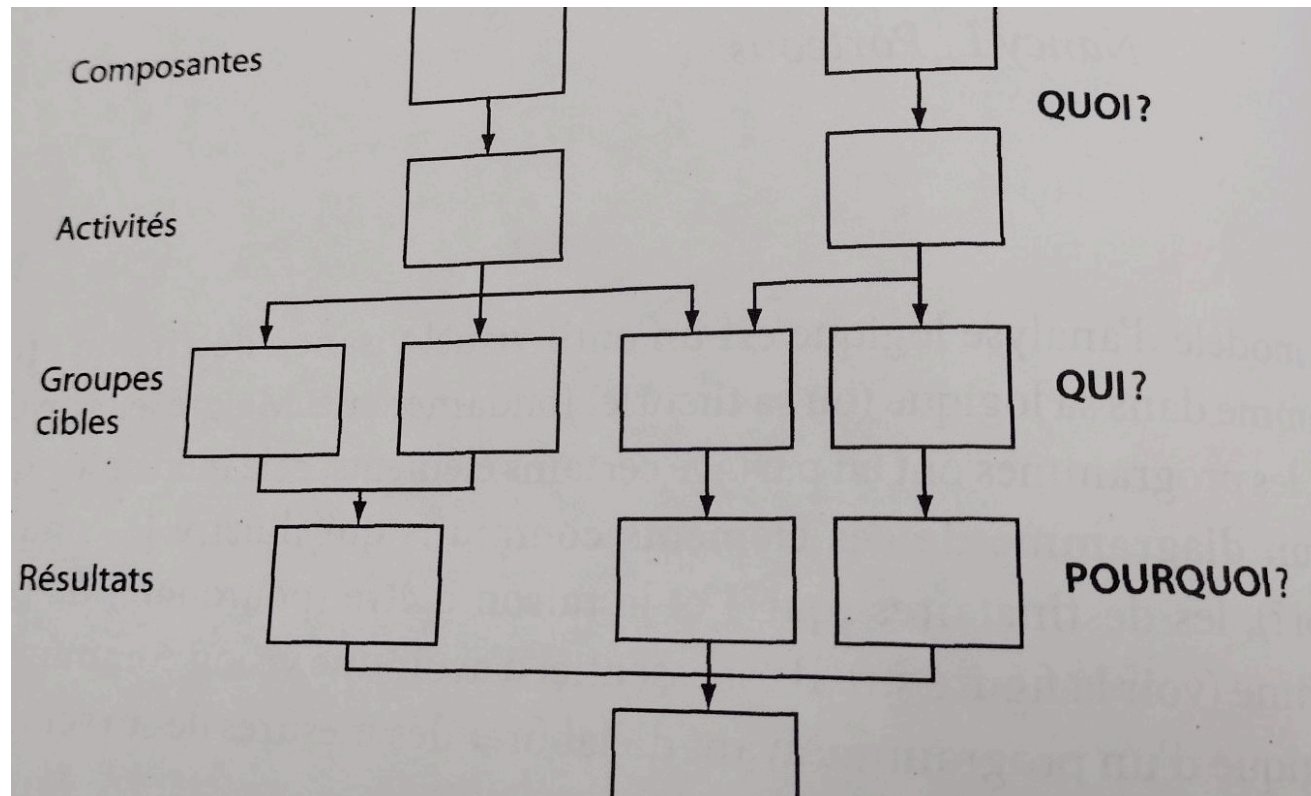 Composantes
QUOI?
Activités
Groupes
cibles
QUI?
Résultats
POURQUOI?